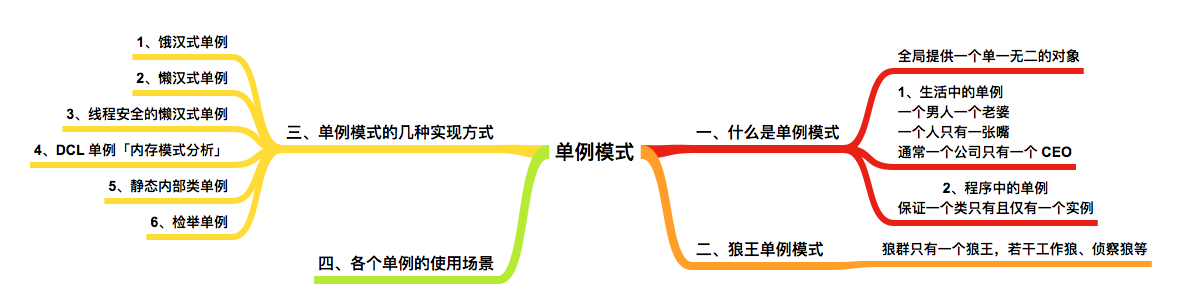 单例模式
一、什么是单例模式
全局提供一个单一无二的对象
1、生活中的单例
一个男人一个老婆
一个人只有一张嘴
通常一个公司只有一个 CEO
2、程序中的单例
保证一个类只有且仅有一个实例
二、狼王单例模式
狼群只有一个狼王，若干工作狼、侦察狼等
三、单例模式的几种实现方式
1、饿汉式单例
2、懒汉式单例
3、线程安全的懒汉式单例
4、DCL 单例「内存模式分析」
5、静态内部类单例
6、检举单例
四、各个单例的使用场景